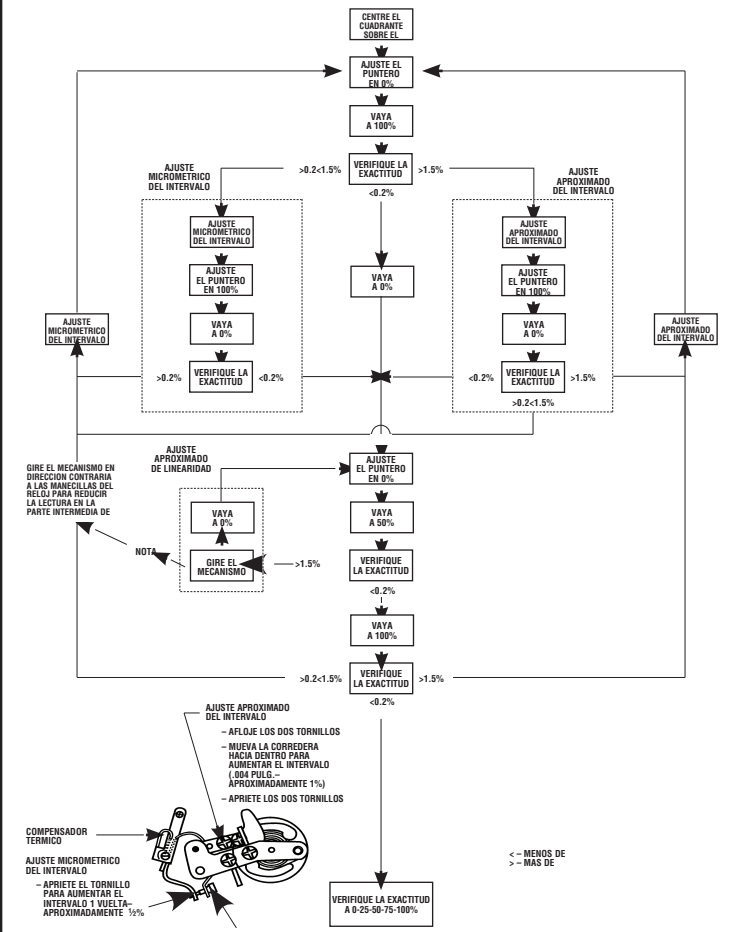 CENTRE EL
CUADRANTE
SOBRE EL
AJUSTE EL
PUNTERO
EN 0%
VAYA
A 100%
VERIFIQUE LA
EXACTITUD
>0.2<1.5%
>1.5%
<0.2%
AJUSTE
MICROMETRICO
DEL INTERVALO
AJUSTE
APROXIMADO
DEL INTERVALO
AJUSTE
MICROMETRICO
DEL INTERVALO
AJUSTE
EL PUNTERO
EN 100%
VAYA
A 0%
VERIFIQUE LA
EXACTITUD
>0.2%
<0.2%
VAYA
A 0%
AJUSTE
APROXIMADO
DEL INTERVALO
AJUSTE
EL PUNTERO
EN 100%
VAYA
A 0%
VERIFIQUE LA
EXACTITUD
<0.2%
>1.5%
>0.2<1.5%
AJUSTE
MICROMETRICO
DEL INTERVALO
AJUSTE
APROXIMADO
DEL INTERVALO
AJUSTE
APROXIMADO
DE LINEARIDAD
AJUSTE
EL PUNTERO
EN 0%
GIRE EL MECANISMO EN
DIRECCION CONTRARIA
A LAS MANECILLAS DEL
RELOJ PARA REDUCIR
LA LECTURA EN LA
PARTE INTERMEDIA DE
NOTA
VAYA
A 0%
GIRE EL
MECANISMO
>1.5%
VAYA
A 50%
VERIFIQUE
LA EXACTITUD
<0.2%
VAYA
A 100%
VERIFIQUE
LA EXACTITUD
>0.2<1.5%
>1.5%
<0.2%
AJUSTE APROXIMADO
DEL INTERVALO
– AFLOJE LOS DOS TORNILLOS
– MUEVA LA CORREDERA
HACIA DENTRO PARA
AUMENTAR EL INTERVALO
(.004 PULG.–
APROXIMADAMENTE 1%)
– APRIETE LOS DOS TORNILLOS
COMPENSADOR
TERMICO
AJUSTE MICROMETRICO
DEL INTERVALO
– APRIETE EL TORNILLO
PARA AUMENTAR EL
INTERVALO 1 VUELTA–
APROXIMADAMENTE ½%
< – MENOS DE
> – MAS DE
VERIFIQUE LA EXACTITUD
A 0-25-50-75-100%